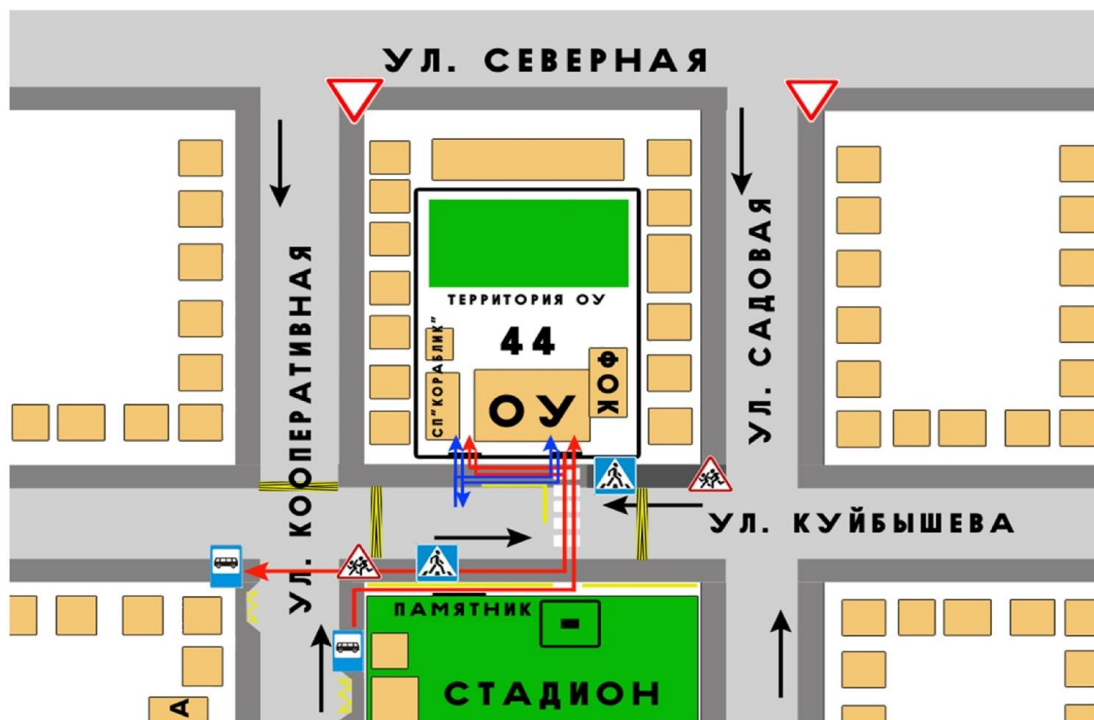 УЛ. СЕВЕРНАЯ
УЛ. КООПЕРАТИВНАЯ
УЛ. САДОВАЯ
ТЕРРИТОРИЯ ОУ
44
СП"КОРАБЛИК"
ОУ
ФОК
УЛ. КУЙБЫШЕВА
ПАМЯТНИК
СТАДИОН
А